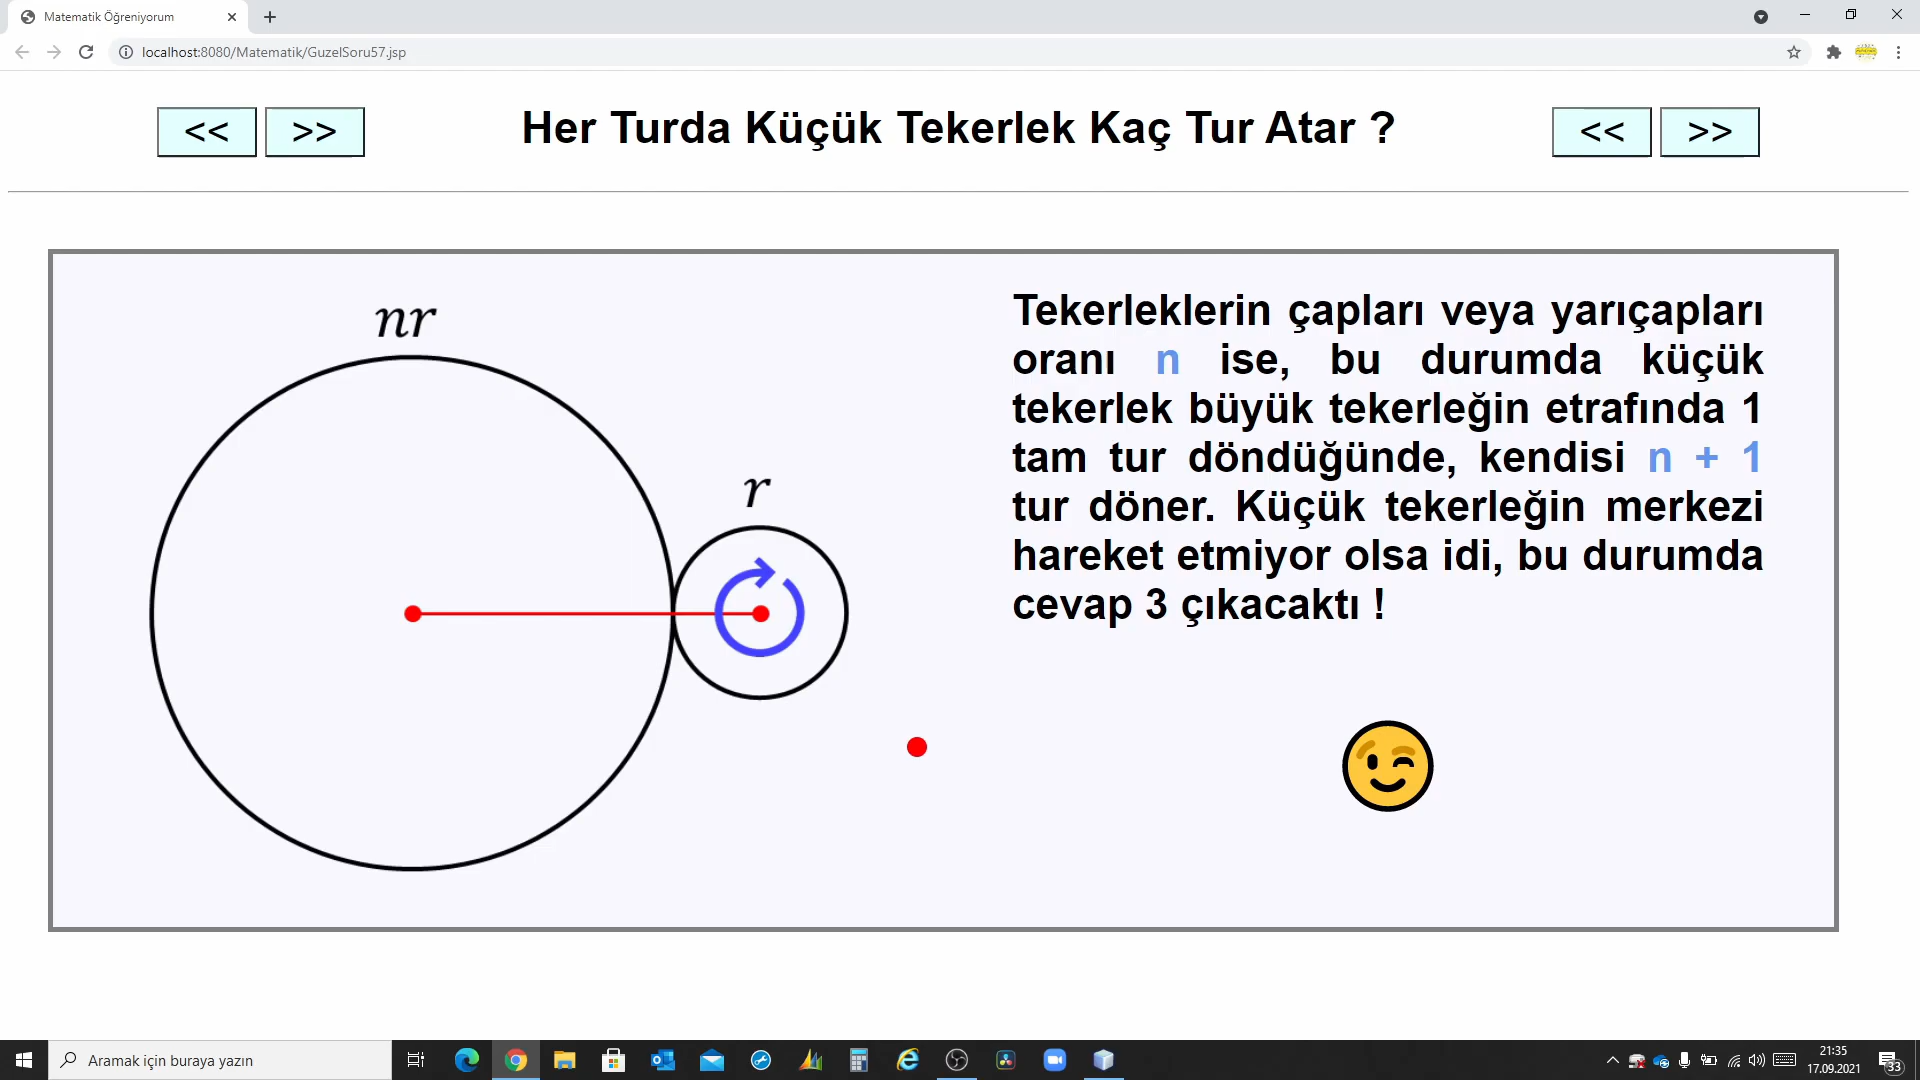 Matematik Öğreniyorum
localhost:8080/Matematik/GuzelSoru57.jsp
<< >> Her Turda Küçük Tekerlek Kaç Tur Atar ? << >>
nr
r
Tekerleklerin çapları veya yarıçapları
oranı n ise, bu durumda küçük
tekerlek büyük tekerleğin etrafında 1
tam tur döndüğünde, kendisi n + 1
tur döner. Küçük tekerleğin merkezi
hareket etmiyor olsa idi, bu durumda
cevap 3 çıkacaktı !
Aramak için buraya yazın
21:35
17.09.2021
33